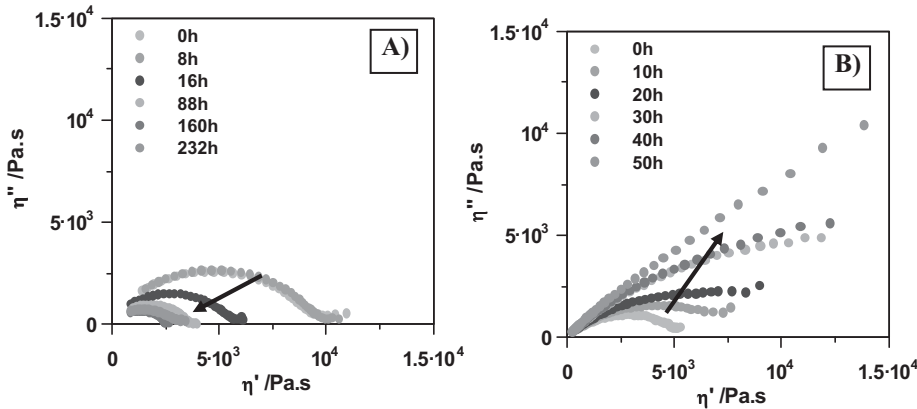 A)
0h
8h
16h
88h
160h
232h
1.5·10⁴
10⁴
5·10³
0
η'' /Pa.s
0
5·10³
10⁴
1.5·10⁴
η' /Pa.s
B)
0h
10h
20h
30h
40h
50h
1.5·10⁴
10⁴
5·10³
0
η'' /Pa.s
0
5·10³
10⁴
1.5·10⁴
η' /Pa.s